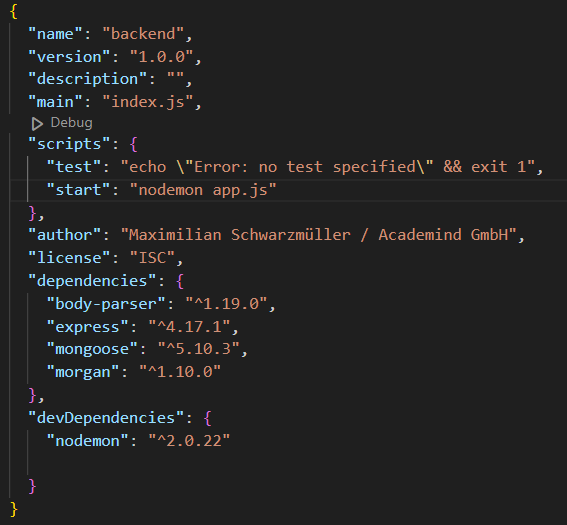 {
"name": "backend",
"version": "1.0.0",
"description": "",
"main": "index.js",
Debug
"scripts": {
"test": "echo \"Error: no test specified\" && exit 1",
"start": "nodemon app.js"
},
"author": "Maximilian Schwarzmüller / Academind GmbH",
"license": "ISC",
"dependencies": {
"body-parser": "^1.19.0",
"express": "^4.17.1",
"mongoose": "^5.10.3",
"morgan": "^1.10.0"
},
"devDependencies": {
"nodemon": "^2.0.22"
}
}